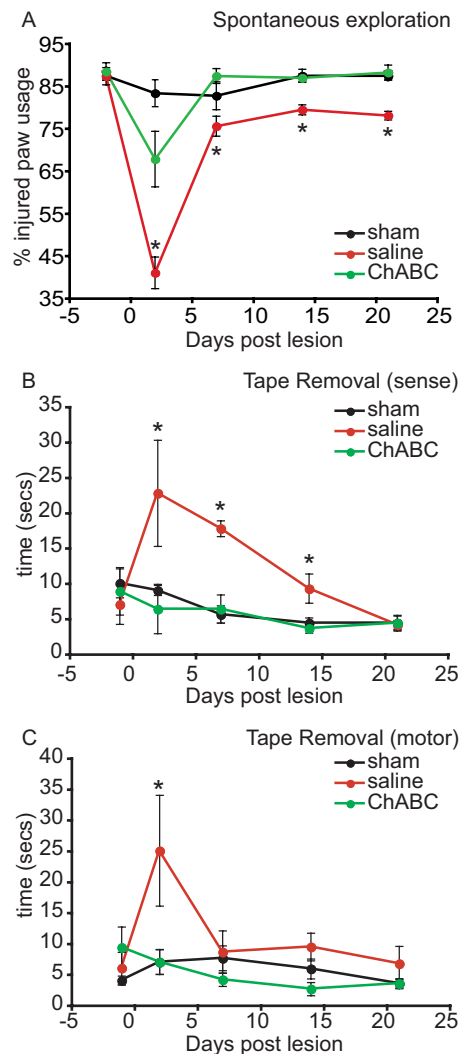 A
Spontaneous exploration
% injured paw usage
95
85
75
65
55
45
35
*
*
*
*
sham
saline
ChABC
-5
0
5
10
15
20
25
Days post lesion
B
Tape Removal (sense)
time (secs)
35
30
25
20
15
10
5
0
*
*
*
sham
saline
ChABC
-5
0
5
10
15
20
25
Days post lesion
C
Tape Removal (motor)
time (secs)
40
35
30
25
20
15
10
5
0
*
sham
saline
ChABC
-5
0
5
10
15
20
25
Days post lesion